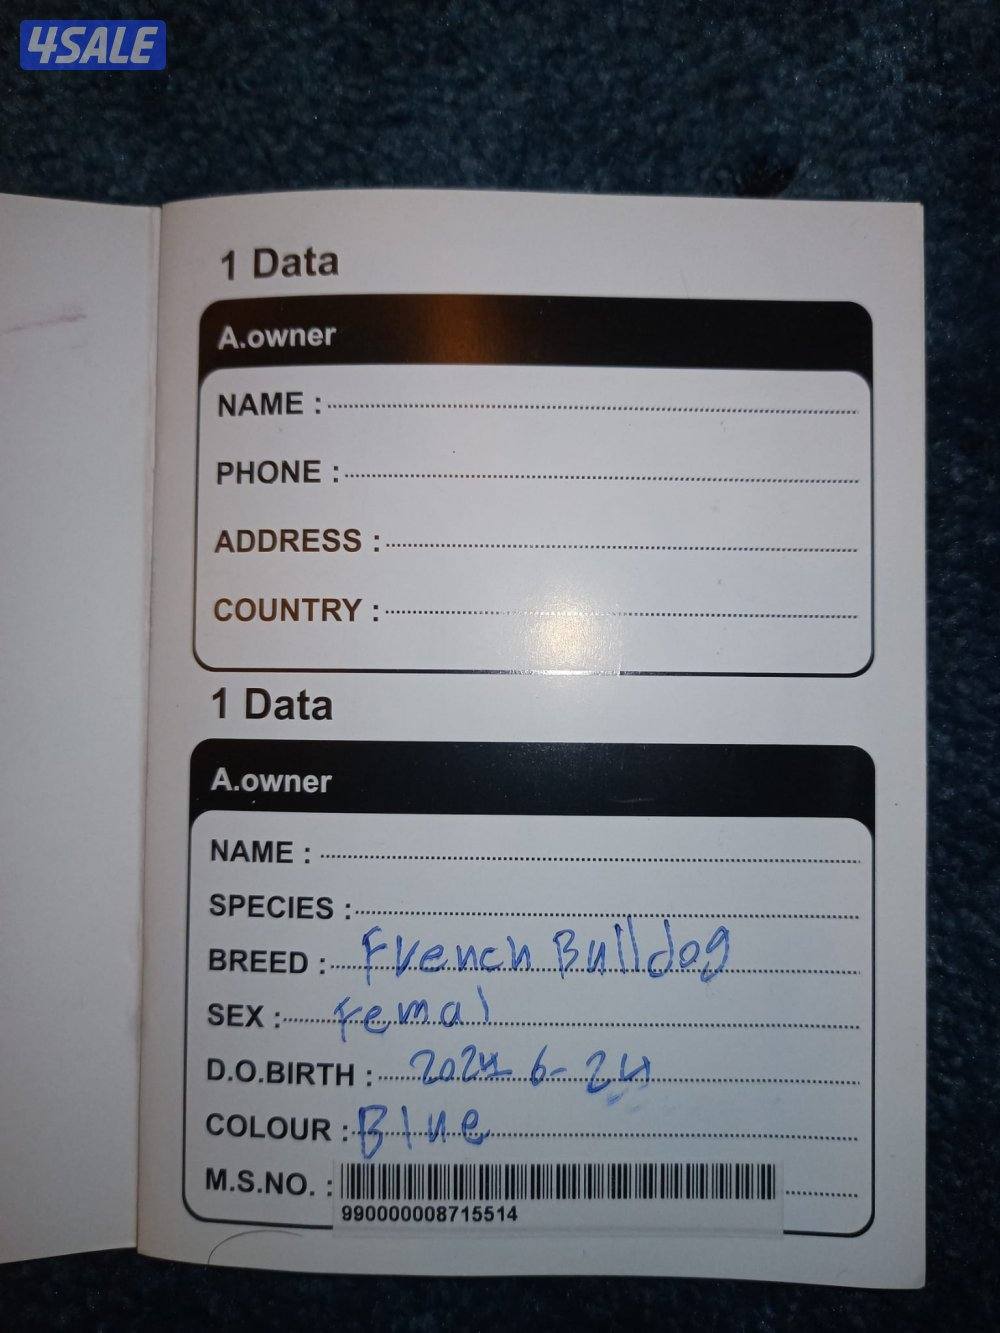 4SALE
1 Data
A.owner
NAME :
PHONE :
ADDRESS :
COUNTRY :
1 Data
A.owner
NAME :
SPECIES :
BREED : French Bulldog
SEX : Femal
D.O.BIRTH : 2024 6-24
COLOUR : Blue
M.S.NO. :
990000008715514